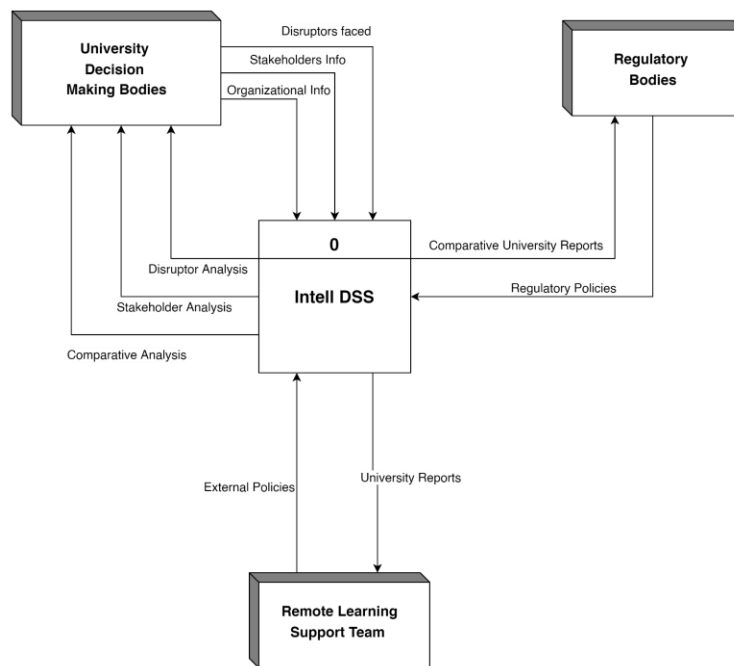 Disruptors faced
University
Decision
Making Bodies
Stakeholders Info
Organizational Info
Regulatory
Bodies
0
Comparative University Reports
Disruptor Analysis
Intell DSS
Regulatory Policies
Stakeholder Analysis
Comparative Analysis
External Policies
University Reports
Remote Learning
Support Team